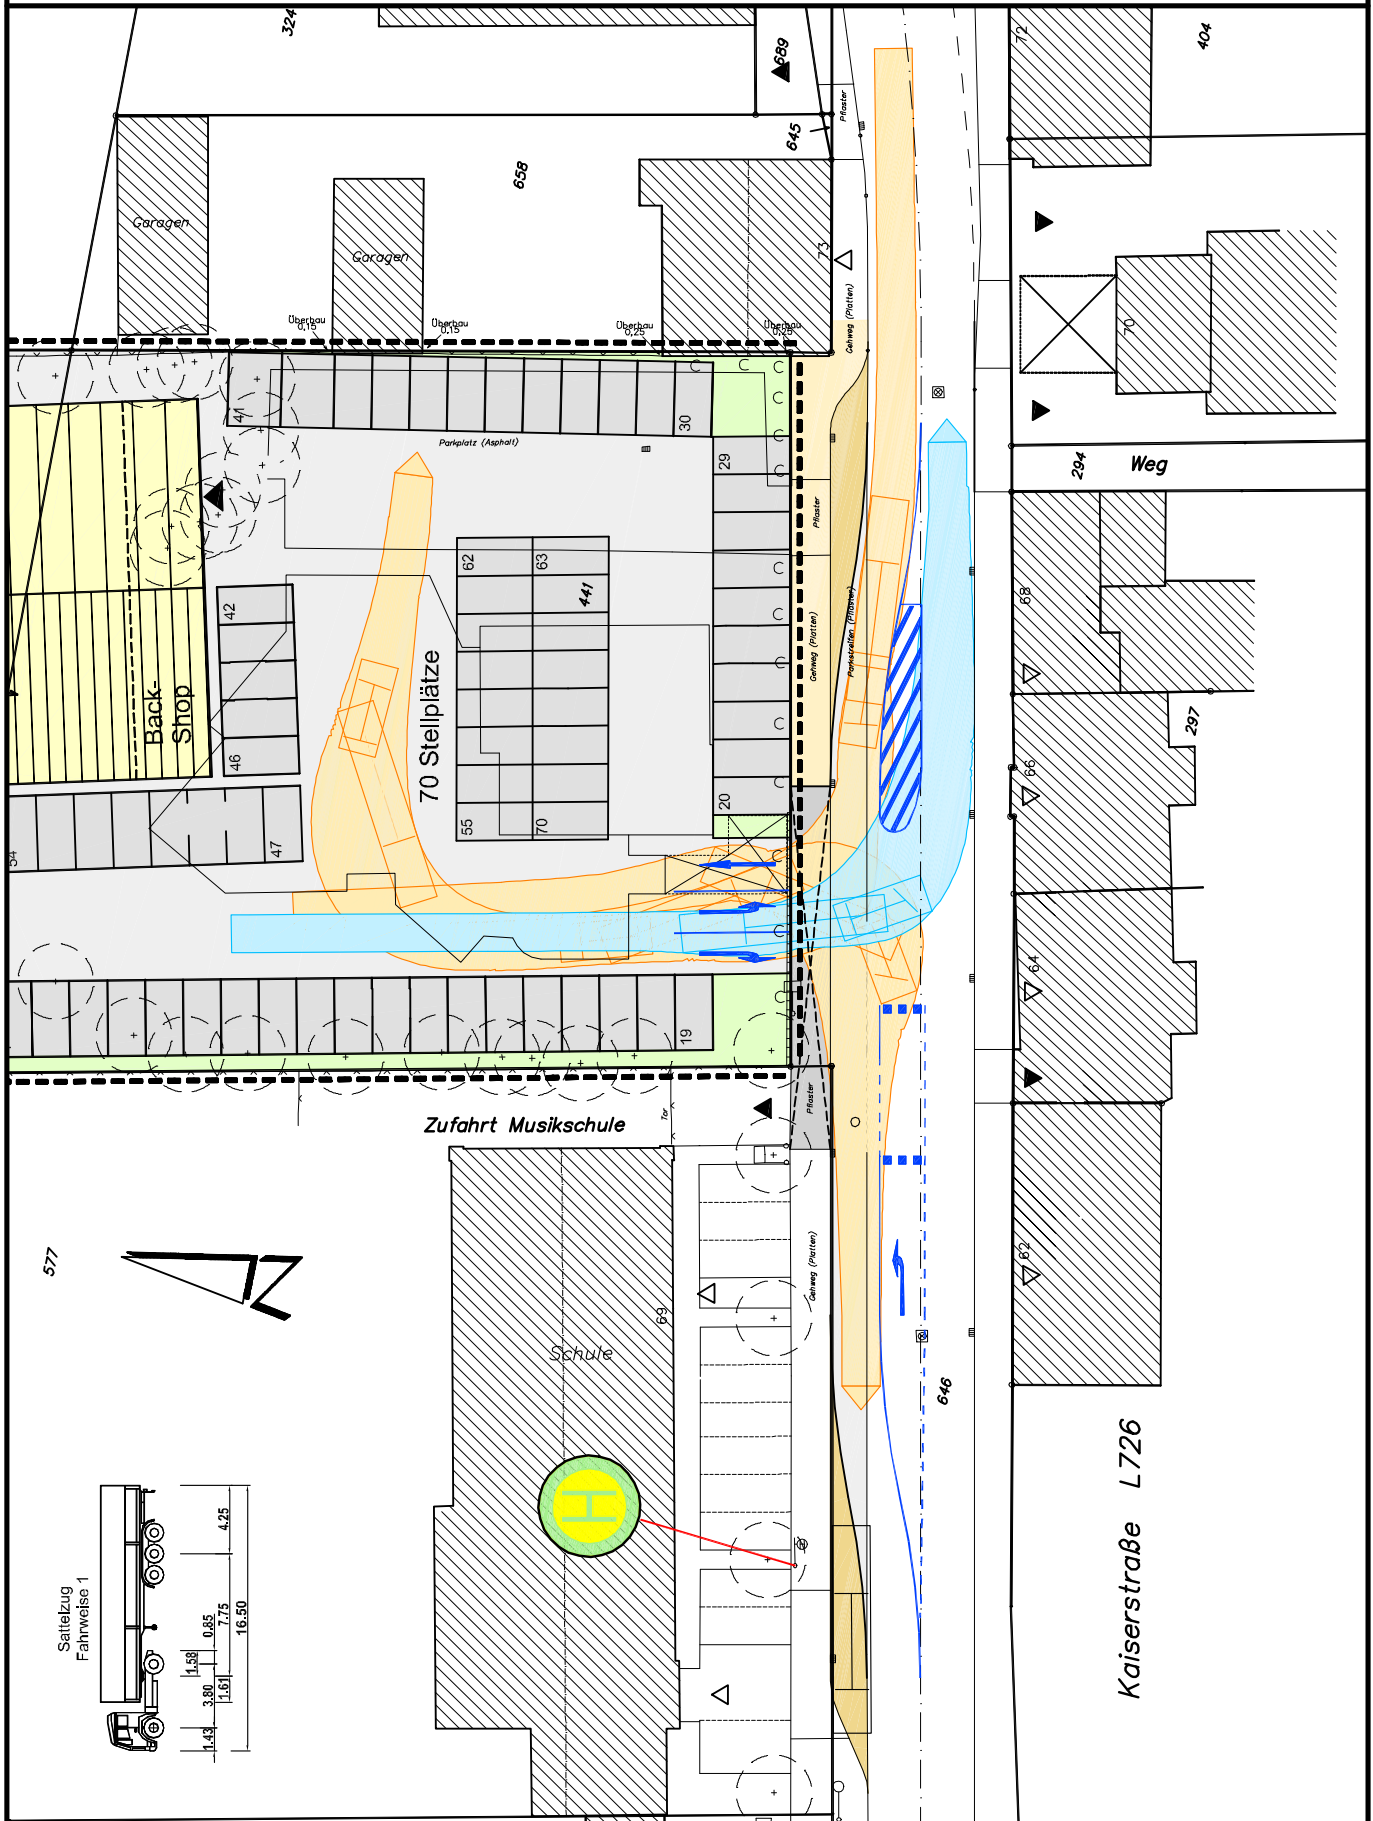 324
689
404
72
645
Pflaster
658
Garagen
Garagen
73
Gehweg (Platten)
Überbau
0,15
Überbau
0,15
Überbau
0,25
Überbau
0,25
70
41
30
Parkplatz (Asphalt)
29
294
Weg
Pflaster
62
63
441
42
46
Back-
Shop
70 Stellplätze
Gehweg (Platten)
Parkstreifen (Pflaster)
68
297
66
55
70
20
54
47
64
19
Zufahrt Musikschule
Tor
Pflaster
577
69
Schule
Gehweg (Platten)
62
646
H
Kaiserstraße L726
Sattelzug
Fahrweise 1
4.25
0.85
7.75
16.50
1.58
3.80
1.61
1.43